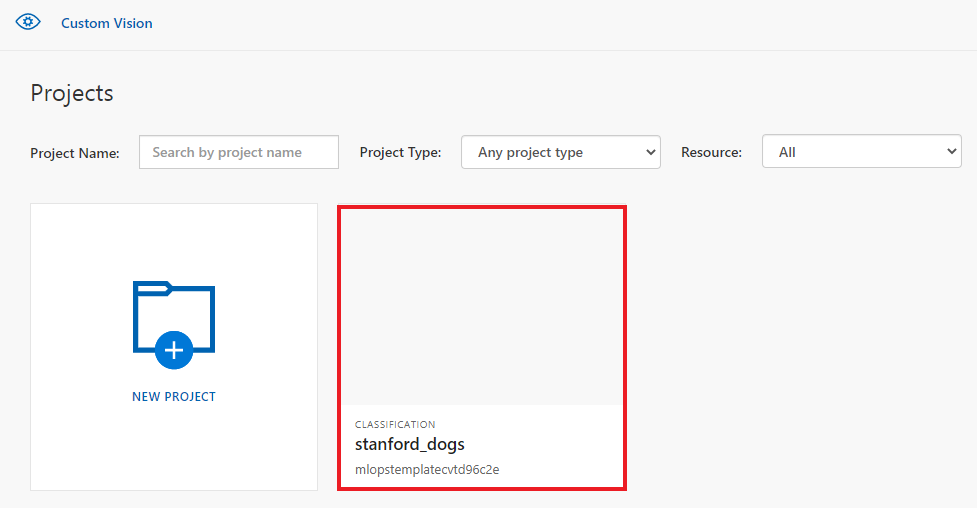 Custom Vision
Projects
Project Name: Search by project name Project Type: Any project type Resource: All
NEW PROJECT
CLASSIFICATION
stanford_dogs
mlopstemplatecvtd96c2e